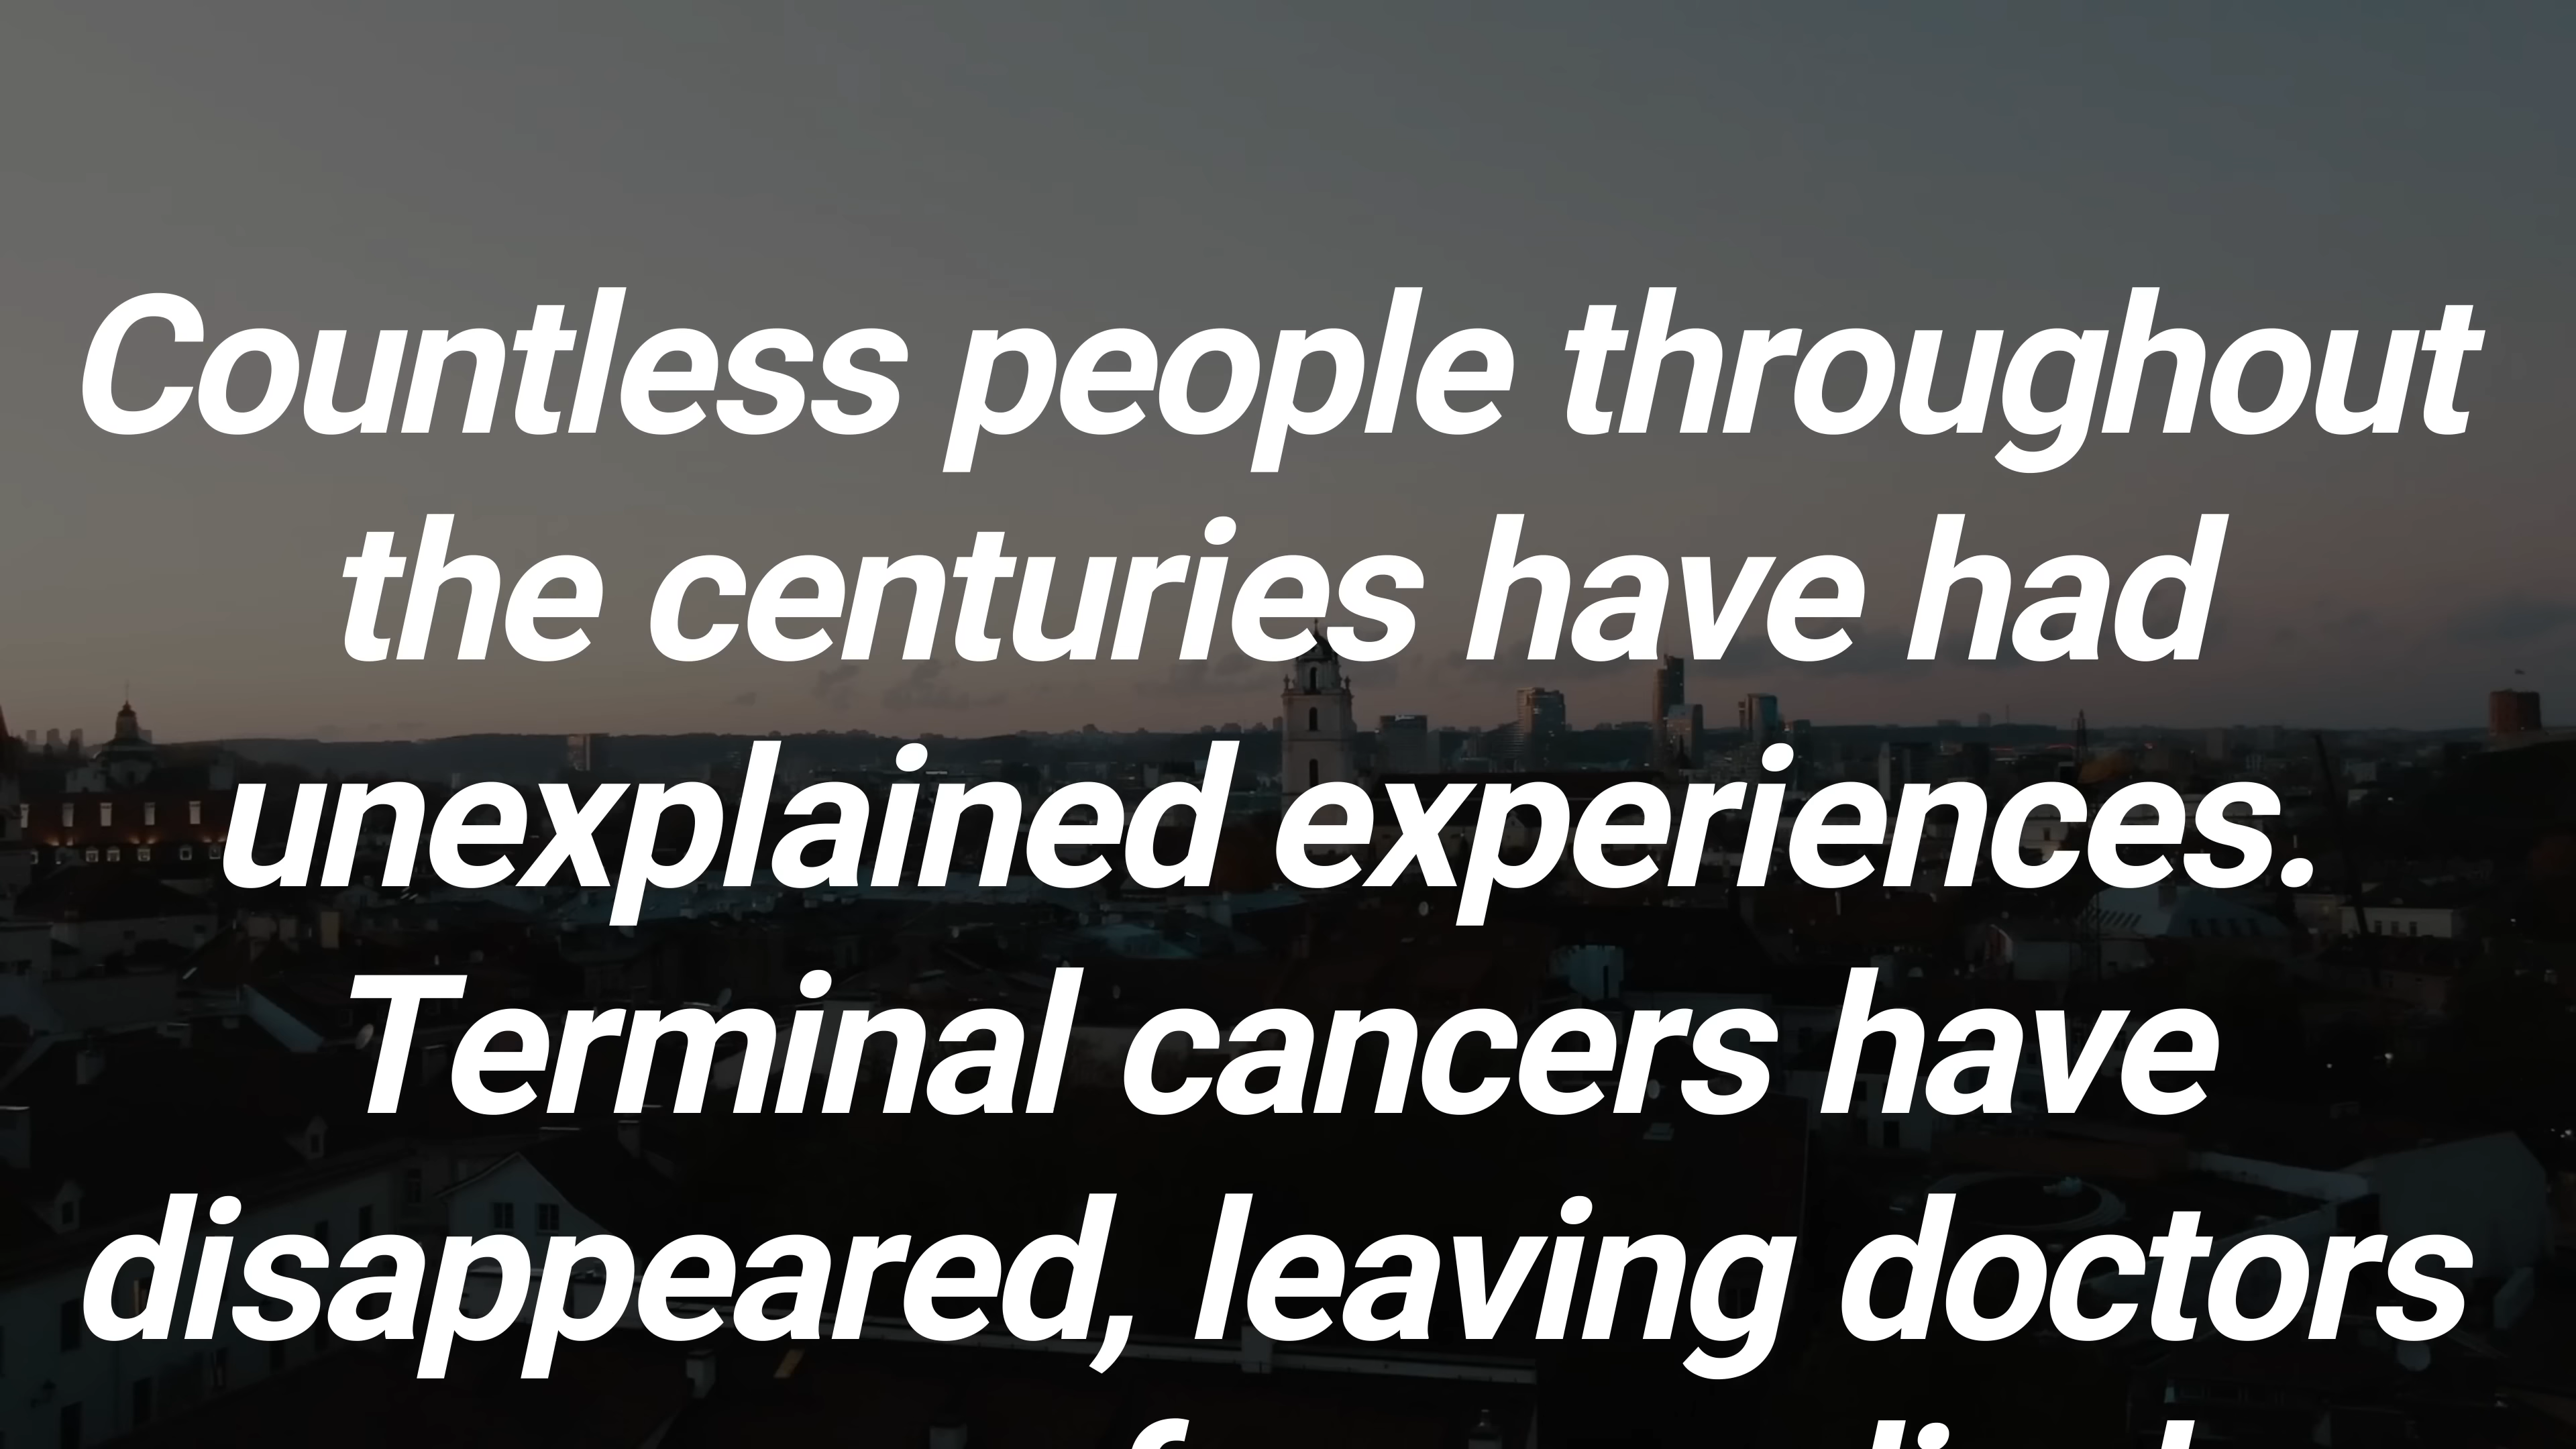 Countless people throughout
the centuries have had
unexplained experiences.
Terminal cancers have
disappeared, leaving doctors